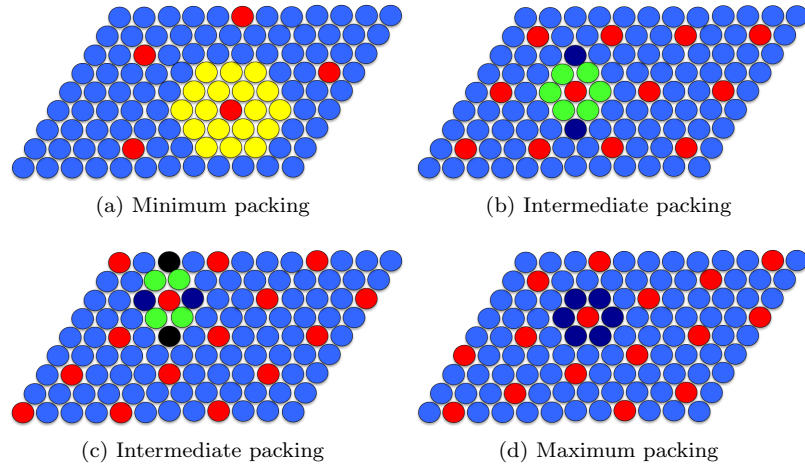 (a) Minimum packing
(b) Intermediate packing
(c) Intermediate packing
(d) Maximum packing